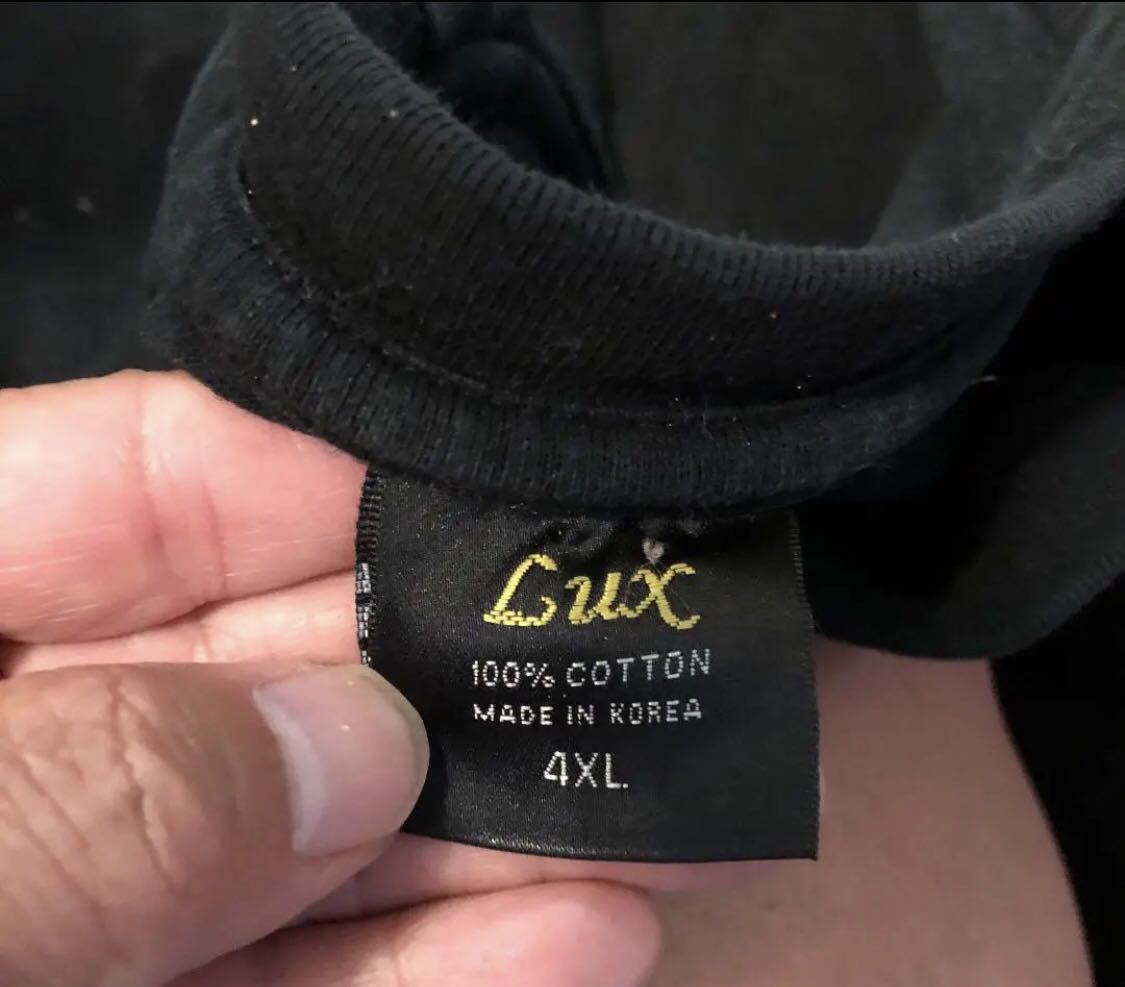 Lux
100% COTTON
MADE IN KOREA
4XL.